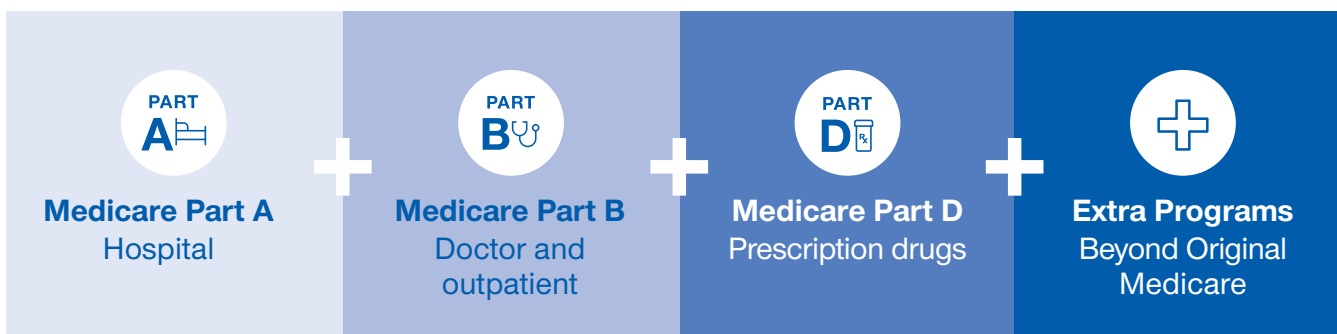 PART
A
Medicare Part A
Hospital
PART
B
Medicare Part B
Doctor and
outpatient
PART
D
Rx
Medicare Part D
Prescription drugs
Extra Programs
Beyond Original
Medicare